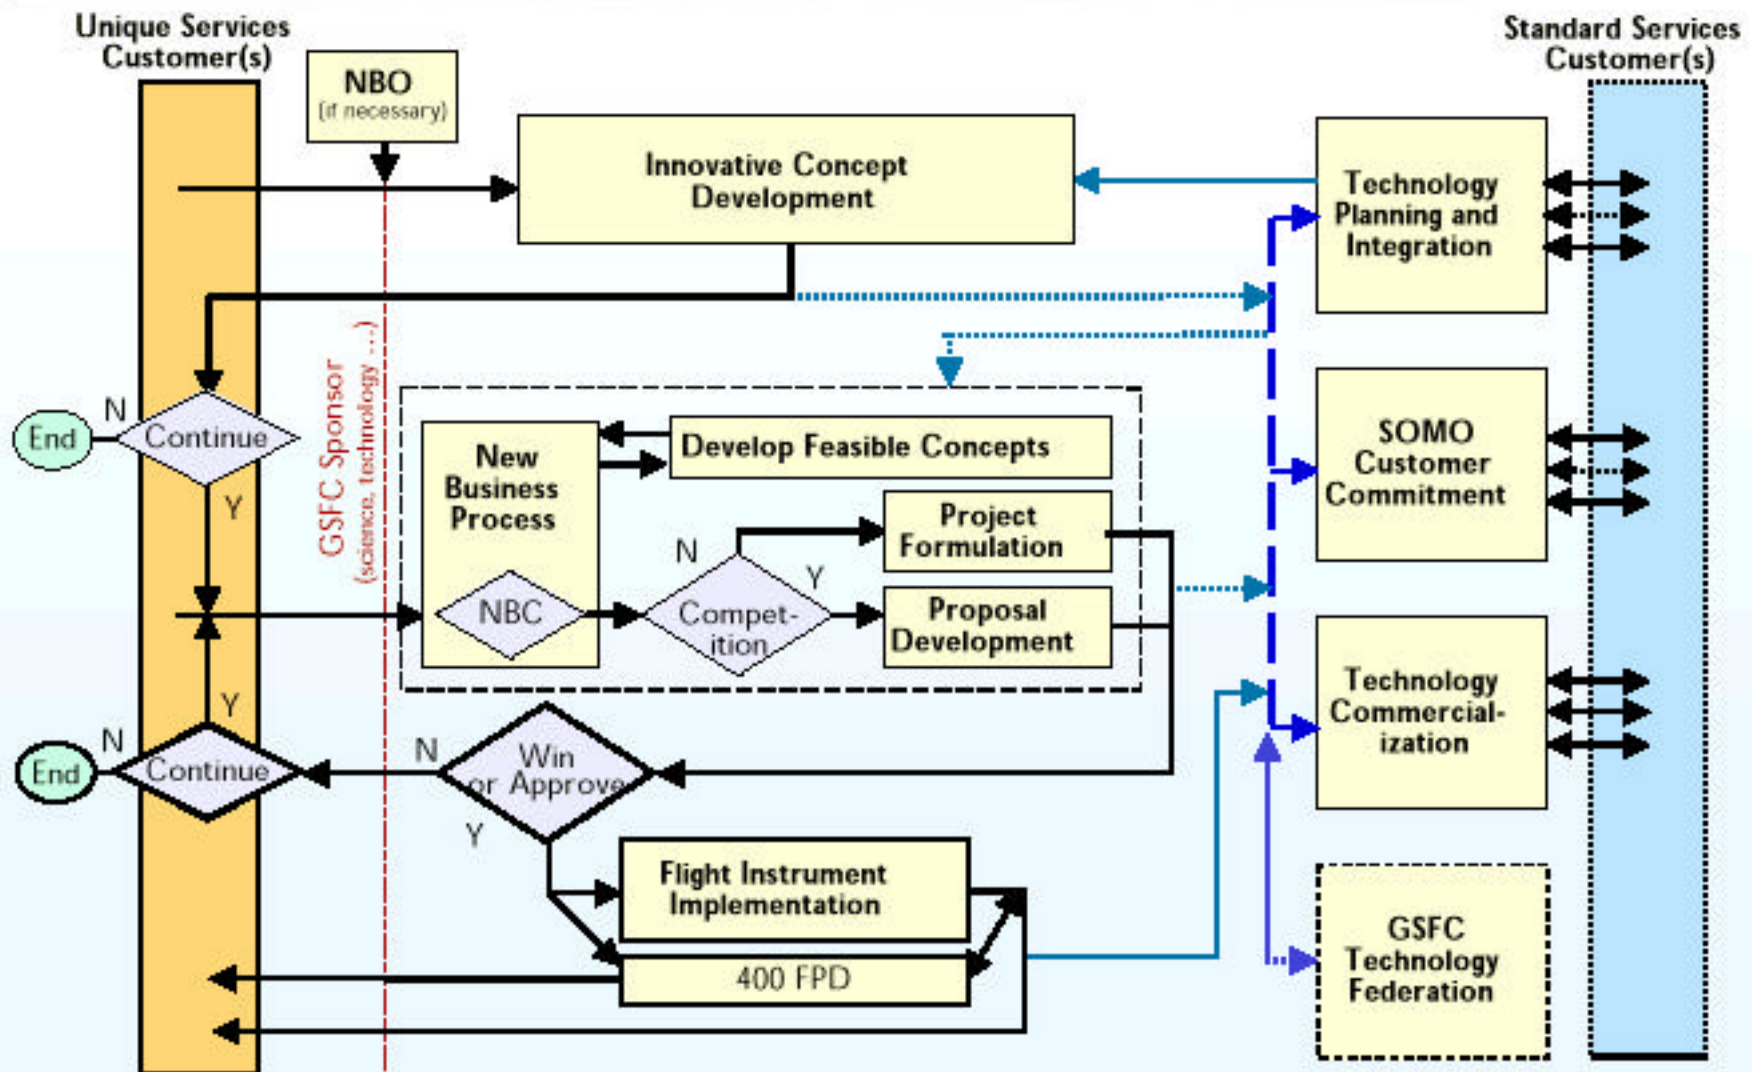 Unique Services
Customer(s)
Standard Services
Customer(s)
NBO
(if necessary)
Innovative Concept
Development
Technology
Planning and
Integration
GSFC Sponsor
(science, technology ...)
End
N
Continue
Y
New
Business
Process
Develop Feasible Concepts
Project
Formulation
N
Y
NBC
Compet-
ition
Proposal
Development
SOMO
Customer
Commitment
Technology
Commercial-
ization
Y
N
End
Continue
N
Win
or Approve
Y
Flight Instrument
Implementation
400 FPD
GSFC
Technology
Federation